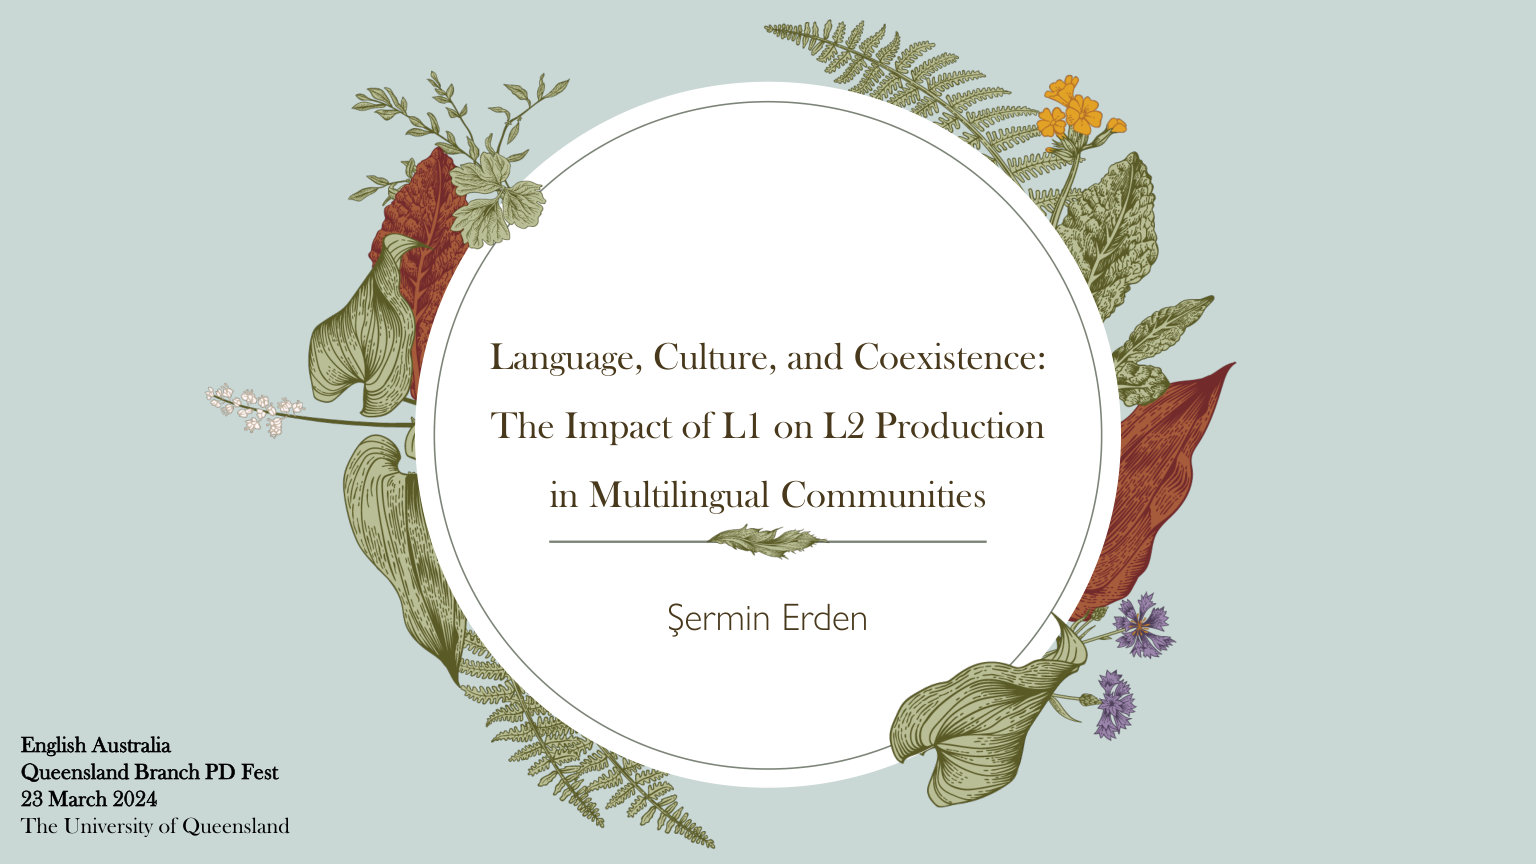 Language, Culture, and Coexistence:
The Impact of L1 on L2 Production
in Multilingual Communities
Şermin Erden
English Australia
Queensland Branch PD Fest
23 March 2024
The University of Queensland